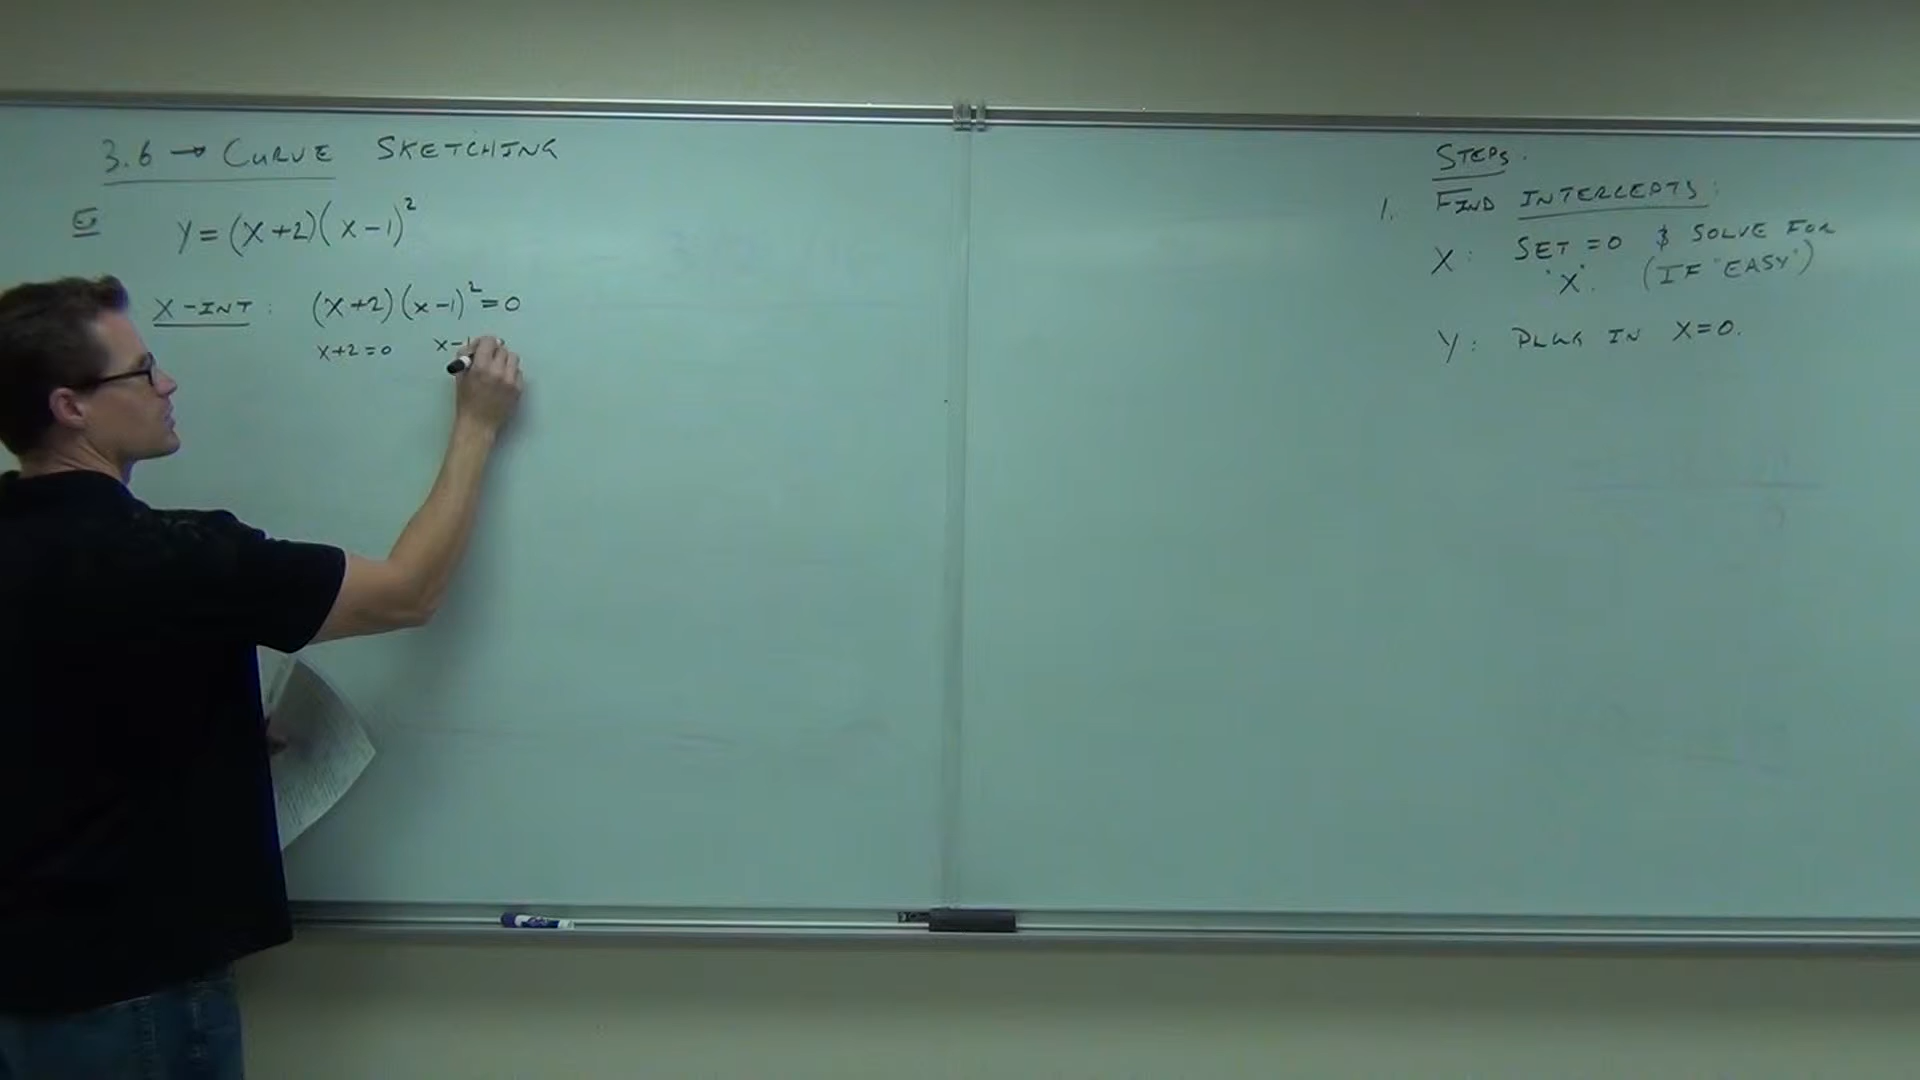 3.6 → CURVE SKETCHING
EX Y=(X+2)(X-1)²
X-INT: (X+2)(X-1)²=0
X+2=0 X-1
STEPS:
1. FIND INTERCEPTS:
X: SET =0 & SOLVE FOR
"X". (IF "EASY")
Y: PLUG IN X=0.